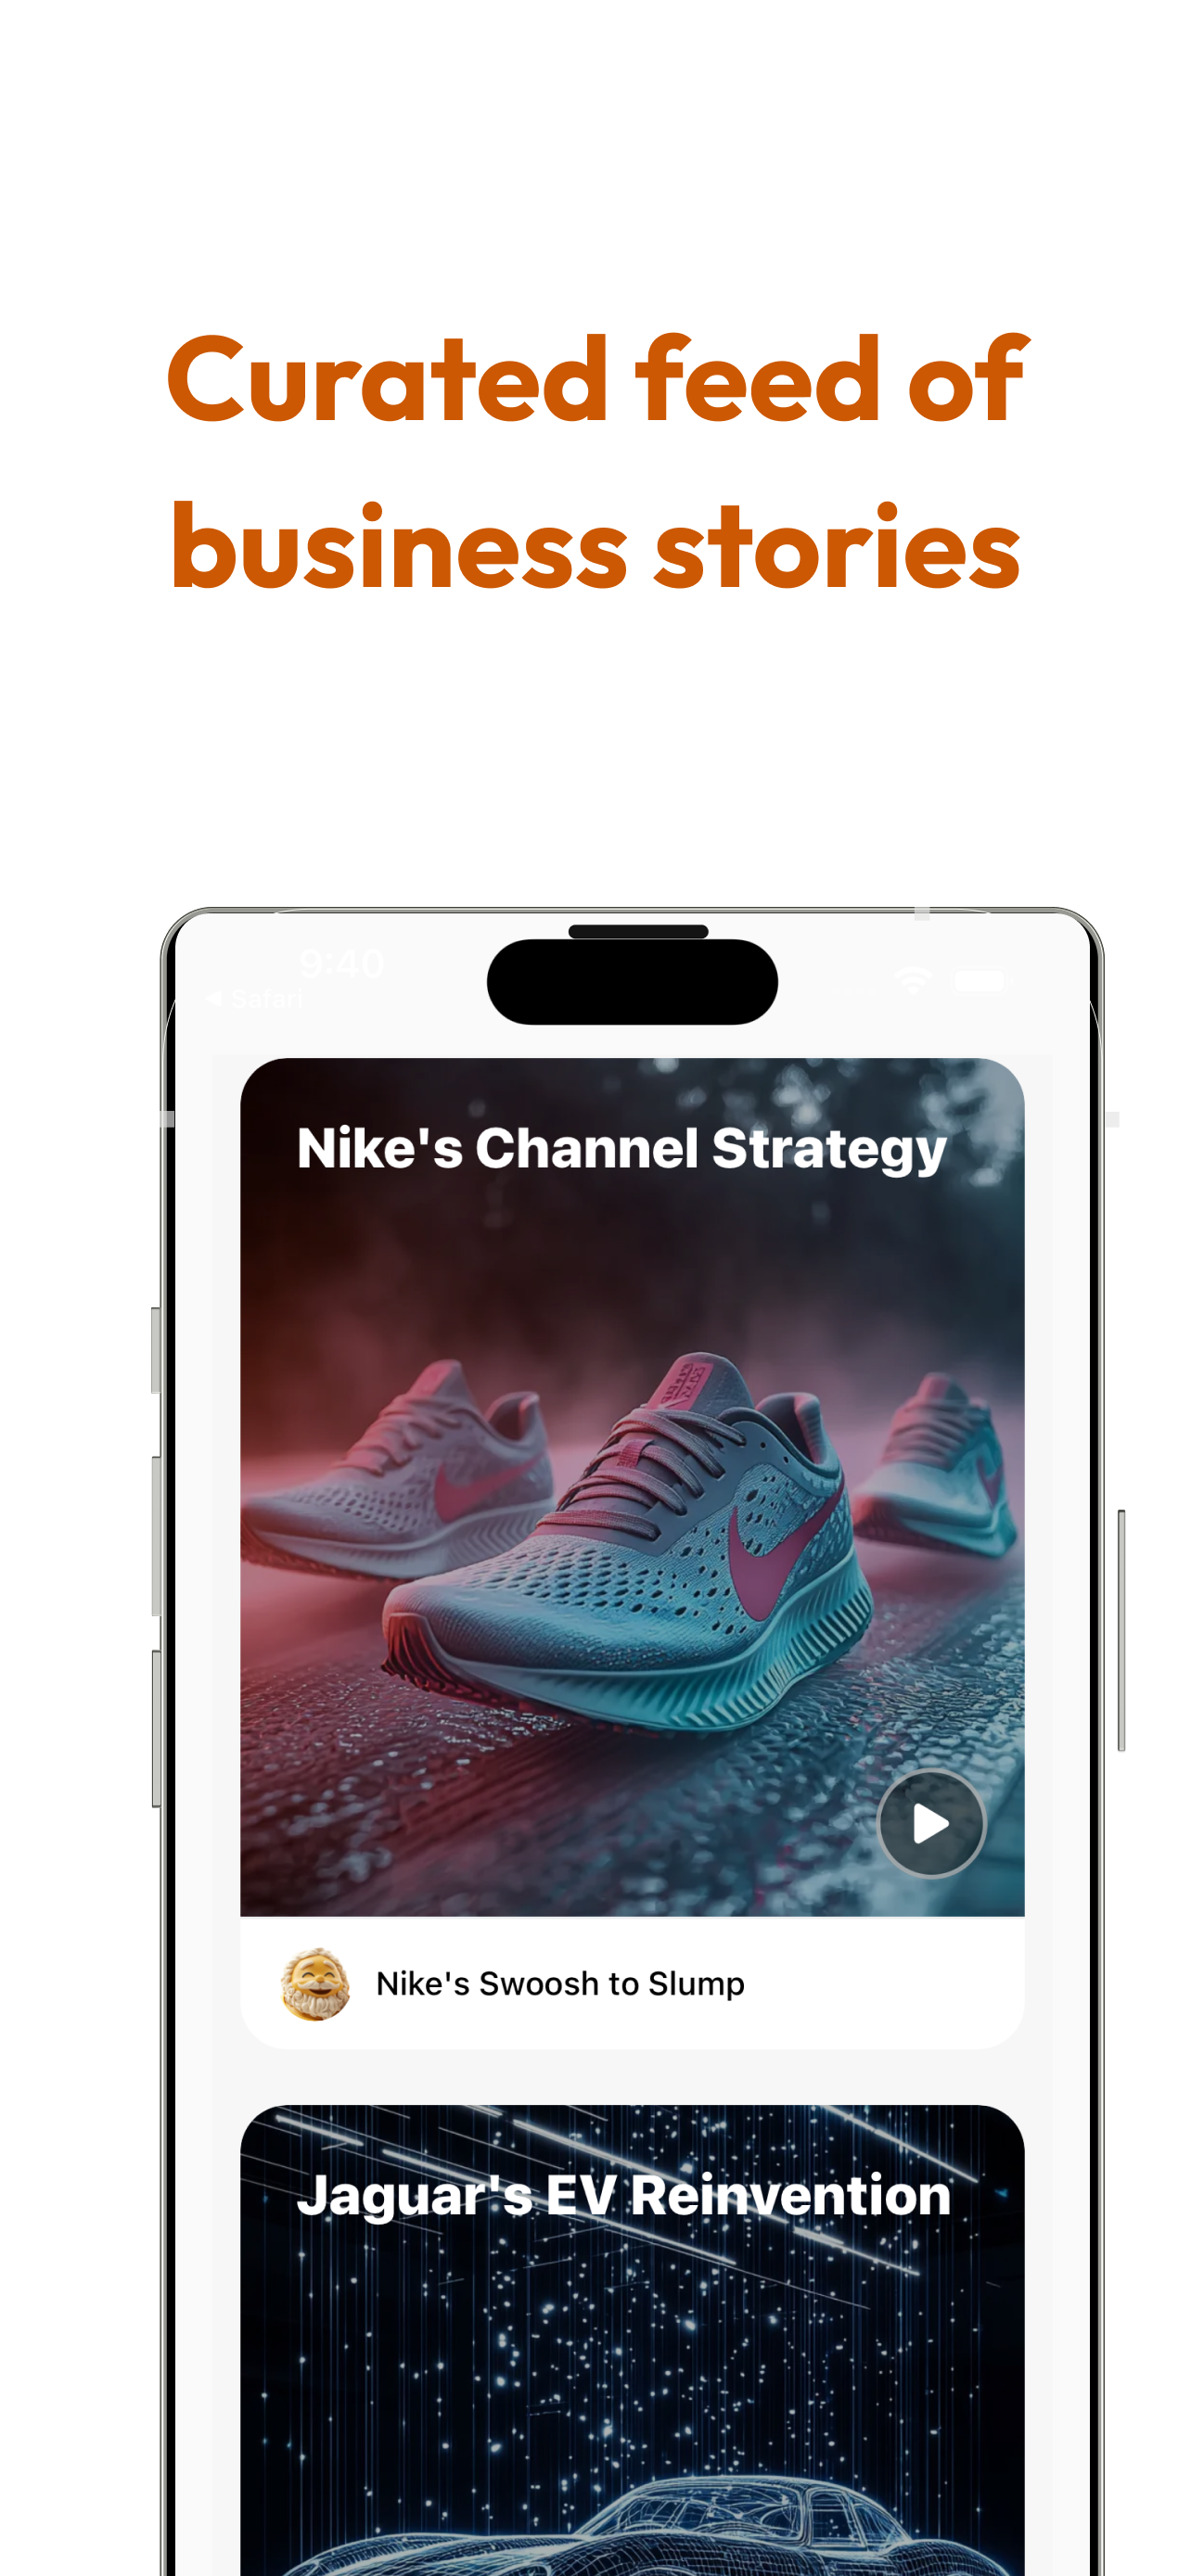 Curated feed of
business stories
9:40
◀ Safari
Nike's Channel Strategy
Nike's Swoosh to Slump
Jaguar's EV Reinvention